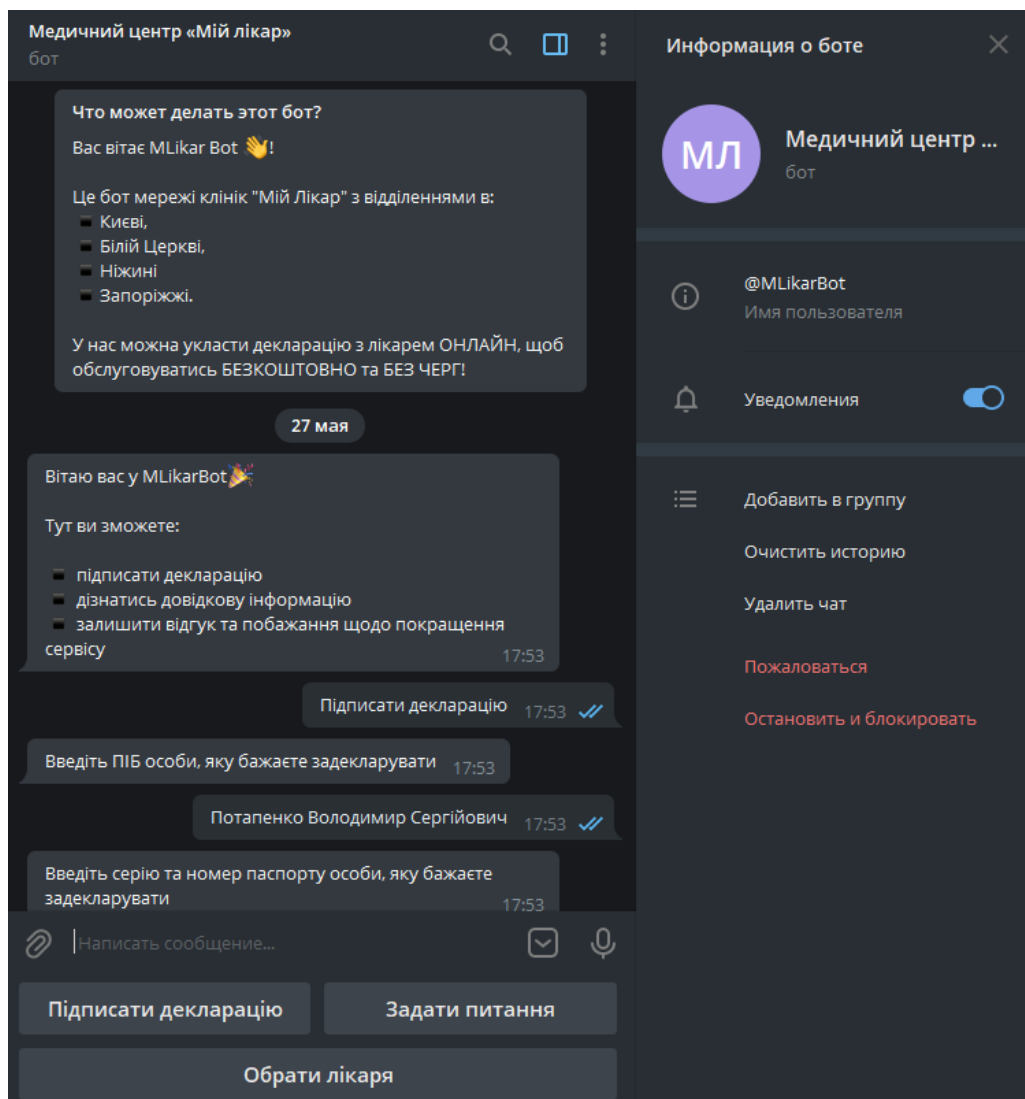 Медичний центр «Мій лікар»
бот
Что может делать этот бот?
Вас вітає MLikar Bot 👋!
Це бот мережі клінік "Мій Лікар" з відділеннями в:
Києві,
Білій Церкві,
Ніжині
Запоріжжі.
У нас можна укласти декларацію з лікарем ОНЛАЙН, щоб
обслуговуватись БЕЗКОШТОВНО та БЕЗ ЧЕРГ!
27 мая
Вітаю вас у MLikarBot🎉
Тут ви зможете:
підписати декларацію
дізнатись довідкову інформацію
залишити відгук та побажання щодо покращення
сервісу
17:53
Підписати декларацію 17:53
Введіть ПІБ особи, яку бажаєте задекларувати 17:53
Потапенко Володимир Сергійович 17:53
Введіть серію та номер паспорту особи, яку бажаєте
задекларувати
17:53
Написать сообщение...
Підписати декларацію
Задати питання
Обрати лікаря
Информация о боте
МЛ
Медичний центр ...
бот
@MLikarBot
Имя пользователя
Уведомления
Добавить в группу
Очистить историю
Удалить чат
Пожаловаться
Остановить и блокировать